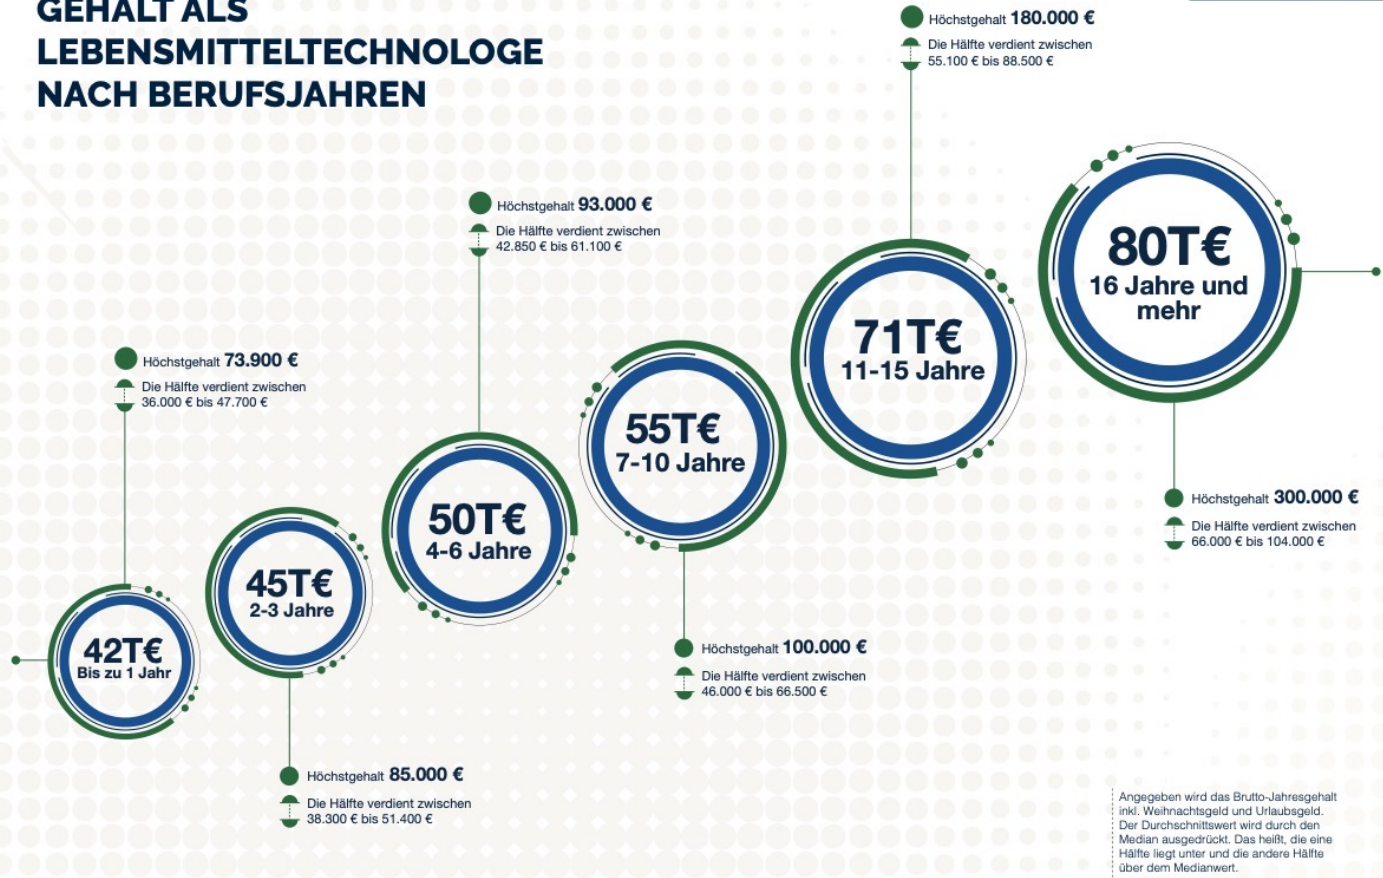 GEHALT ALS
LEBENSMITTELTECHNOLOGE
NACH BERUFSJAHREN
Höchstgehalt 73.900 €
Die Hälfte verdient zwischen
36.000 € bis 47.700 €
42T€
Bis zu 1 Jahr
45T€
2-3 Jahre
Höchstgehalt 85.000 €
Die Hälfte verdient zwischen
38.300 € bis 51.400 €
Höchstgehalt 93.000 €
Die Hälfte verdient zwischen
42.850 € bis 61.100 €
50T€
4-6 Jahre
55T€
7-10 Jahre
Höchstgehalt 100.000 €
Die Hälfte verdient zwischen
46.000 € bis 66.500 €
Höchstgehalt 180.000 €
Die Hälfte verdient zwischen
55.100 € bis 88.500 €
71T€
11-15 Jahre
80T€
16 Jahre und
mehr
Höchstgehalt 300.000 €
Die Hälfte verdient zwischen
66.000 € bis 104.000 €
Angegeben wird das Brutto-Jahresgehalt
inkl. Weihnachtsgeld und Urlaubsgeld.
Der Durchschnittswert wird durch den
Median ausgedrückt. Das heißt, die eine
Hälfte liegt unter und die andere Hälfte
über dem Medianwert.